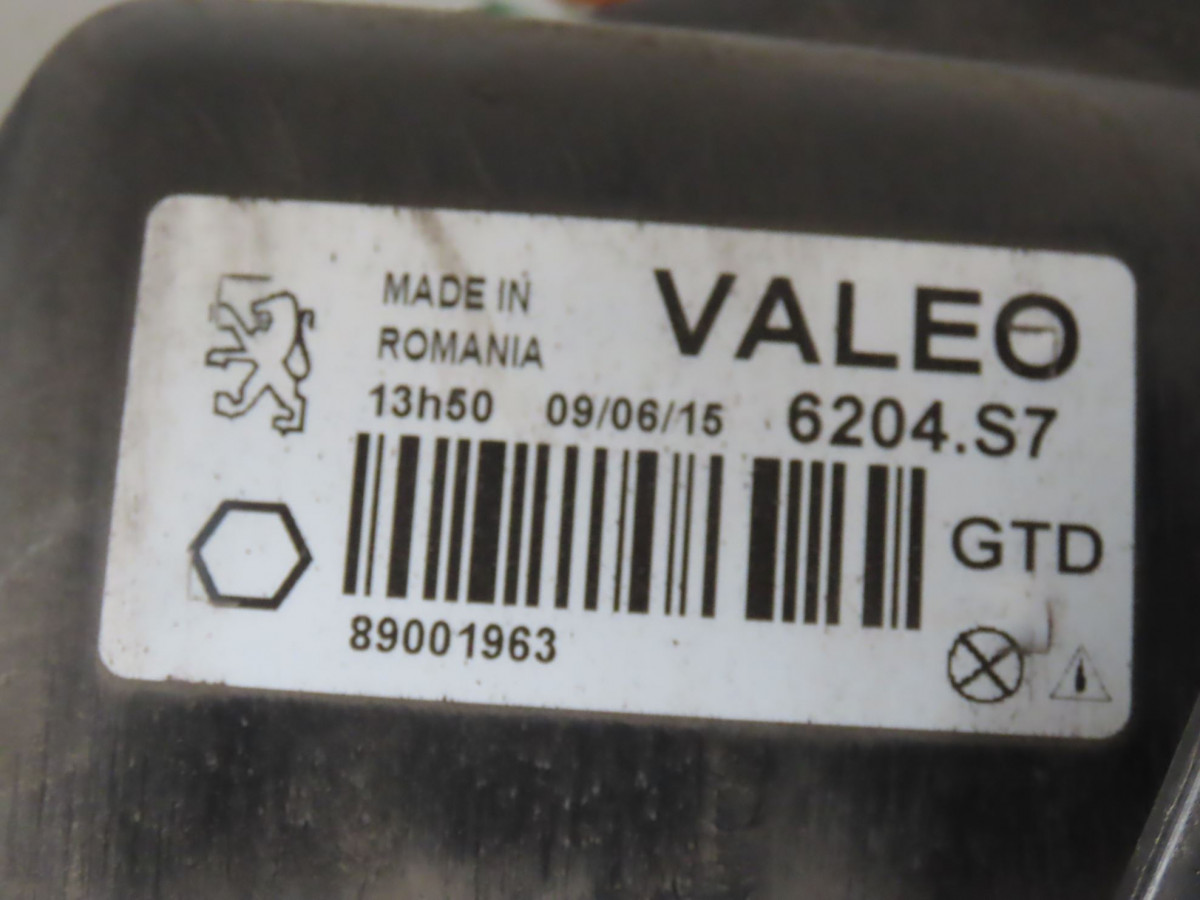 MADE IN
ROMANIA
VALEO
13h50 09/06/15 6204.S7
GTD
89001963